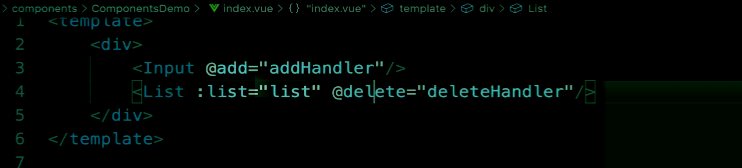 > components > ComponentsDemo > index.vue > {} "index.vue" > template > div > List
1 <template>
2 <div>
3 <Input @add="addHandler"/>
4 <List :list="list" @delete="deleteHandler"/>
5 </div>
6 </template>
7